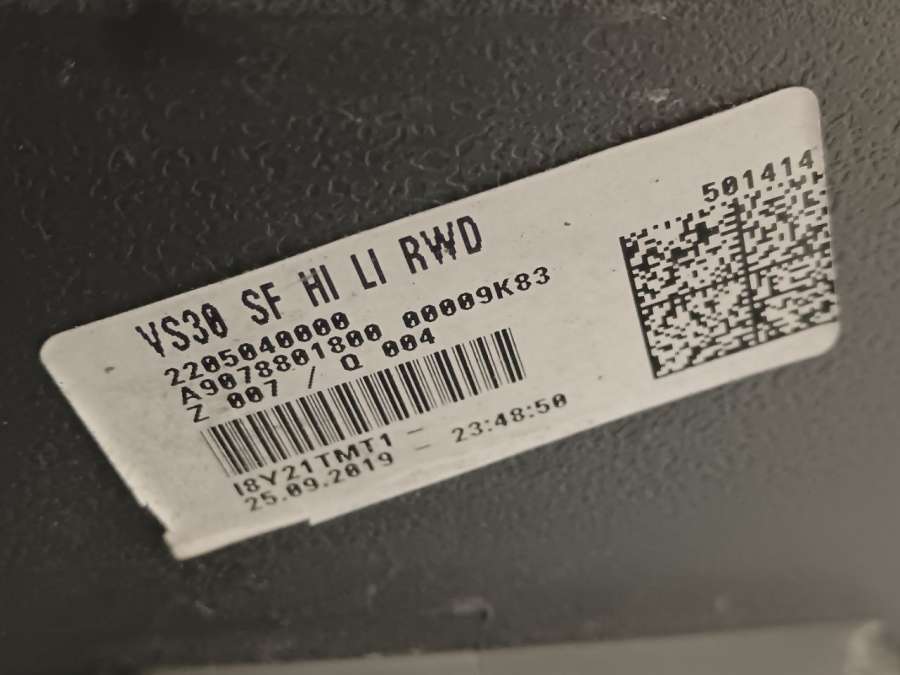 501414
VS30 SF HI LI RWD
2205040000
A9078801800 00009K83
Z 007 / Q 004
I8Y21TMT1 -
25.09.2019 - 23:48:50